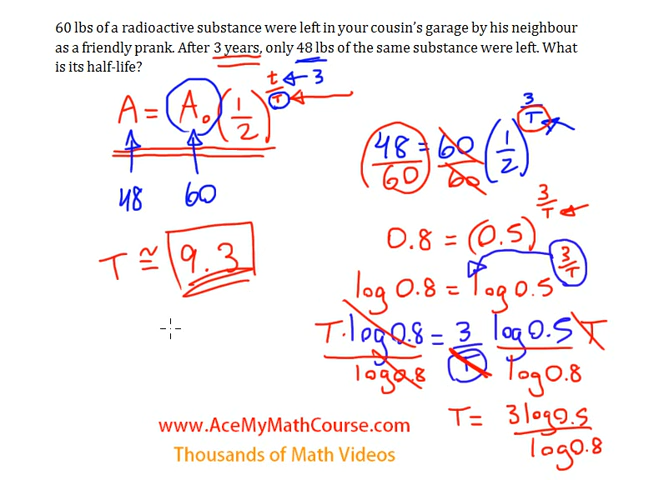 60 lbs of a radioactive substance were left in your cousin's garage by his neighbour
as a friendly prank. After 3 years, only 48 lbs of the same substance were left. What
is its half-life?
A = A₀ (1/2)^(t/T) ← 3
48 60
T ≅ 9.3
48/60 = 60/60 (1/2)^(3/T)
0.8 = (0.5)^(3/T)
log 0.8 = 3/T log 0.5
T · log 0.8 / log 0.8 = 3/T log 0.5 T / log 0.8
T = 3 log 0.5 / log 0.8
www.AceMyMathCourse.com
Thousands of Math Videos